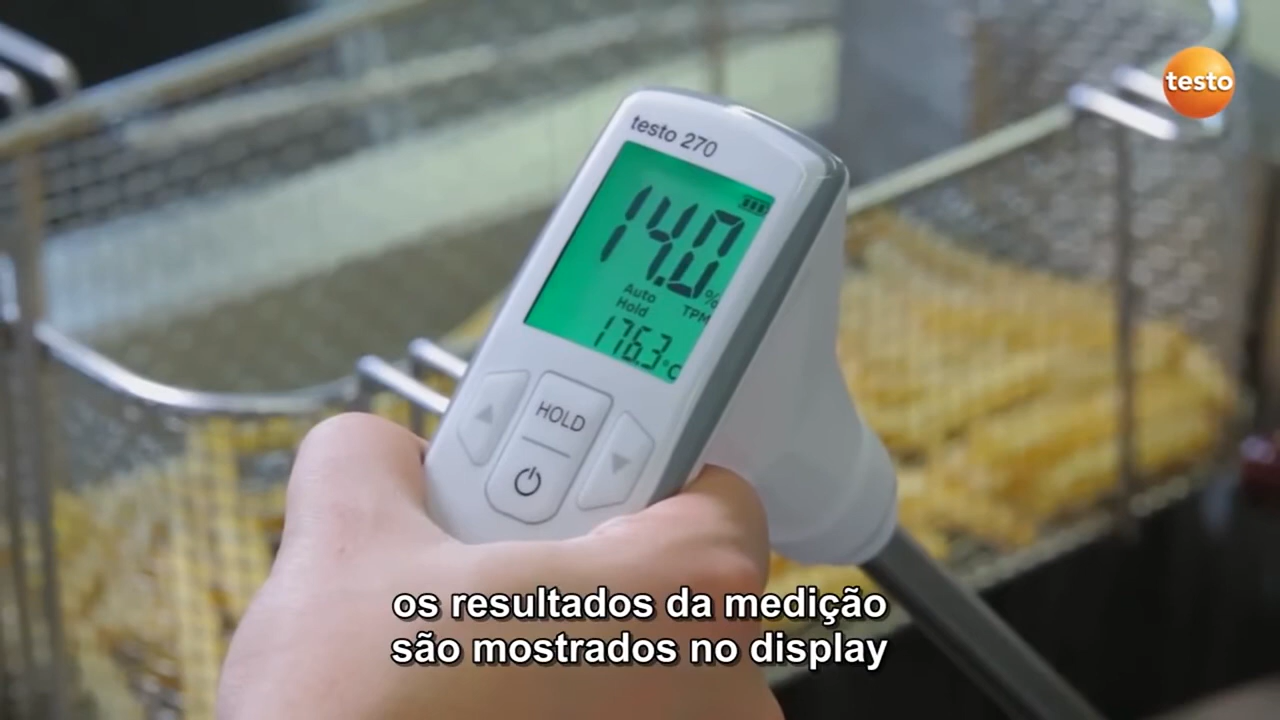 testo
testo 270
14.0
%
Auto
Hold
TPM
176.3 °C
HOLD
os resultados da medição
são mostrados no display